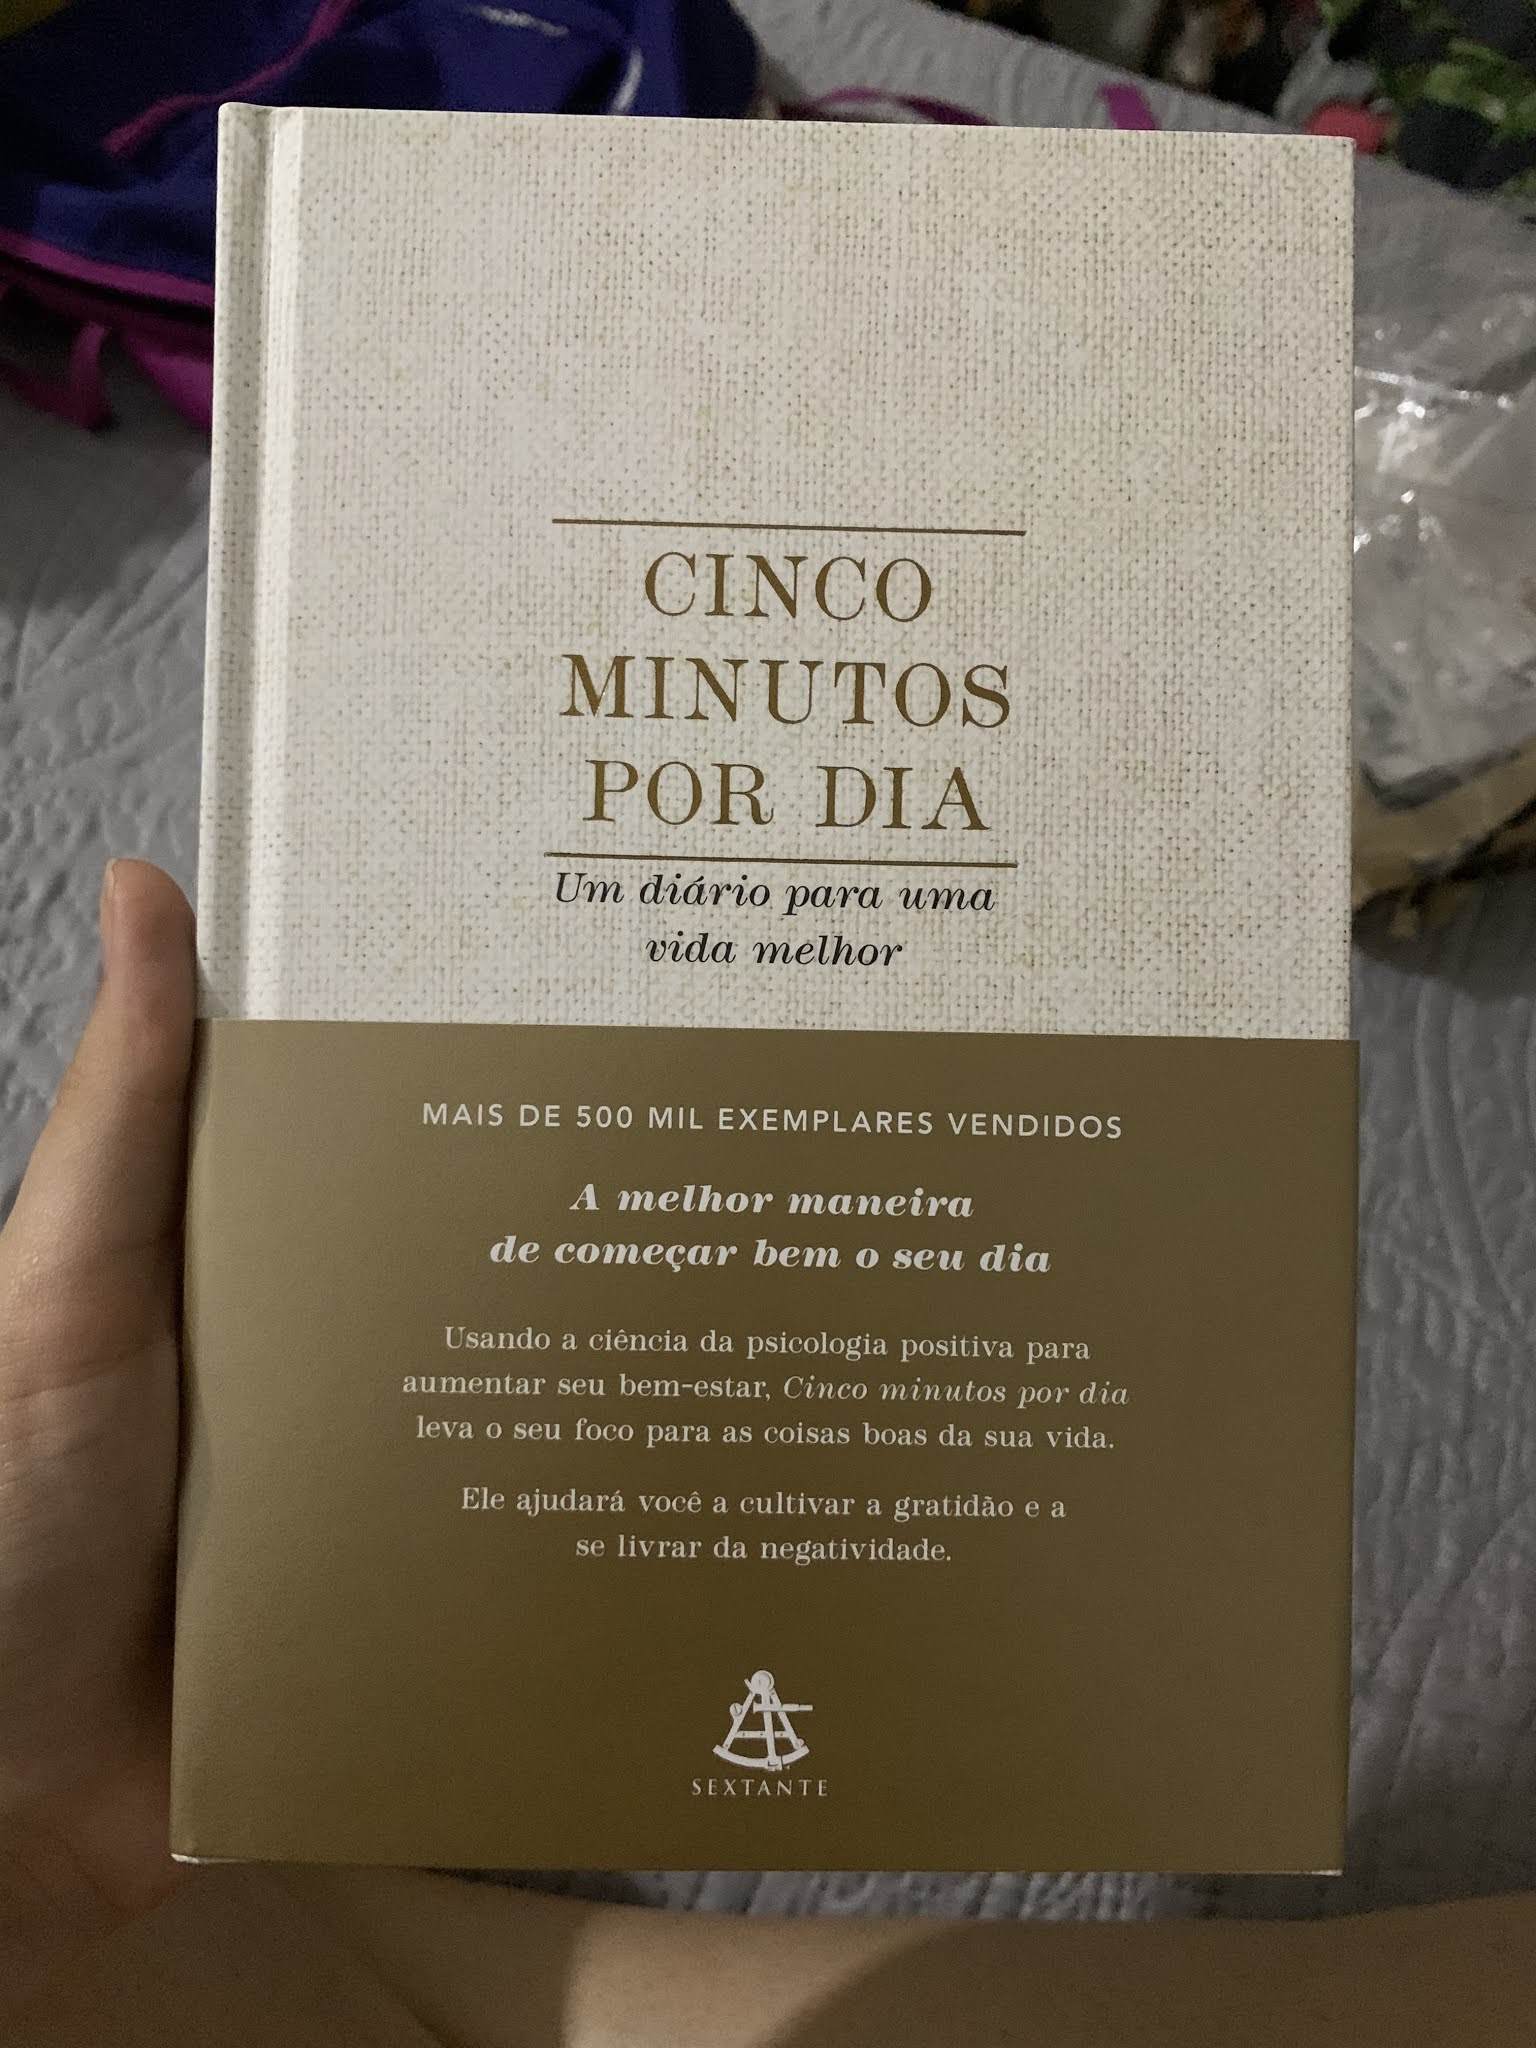 CINCO
MINUTOS
POR DIA
Um diário para uma
vida melhor
MAIS DE 500 MIL EXEMPLARES VENDIDOS
A melhor maneira
de começar bem o seu dia
Usando a ciência da psicologia positiva para
aumentar seu bem-estar, Cinco minutos por dia
leva o seu foco para as coisas boas da sua vida.
Ele ajudará você a cultivar a gratidão e a
se livrar da negatividade.
SEXTANTE